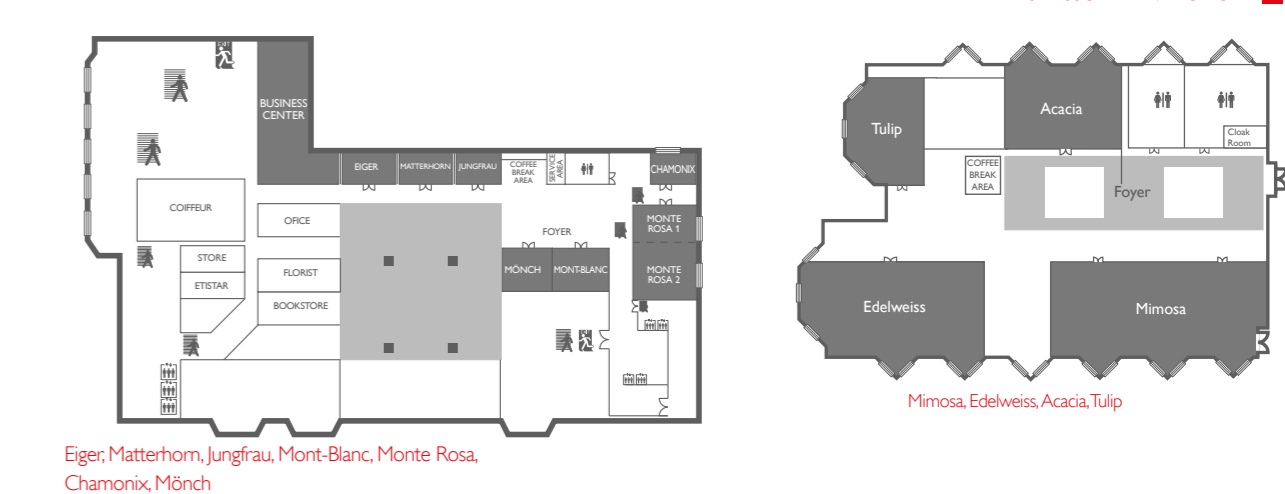 EXIT
BUSINESS
CENTER
EIGER
MATTERHORN
JUNGFRAU
COFFEE
BREAK
AREA
SERVICE
AREA
CHAMONIX
COIFFEUR
OFICE
MONTE
ROSA 1
FOYER
STORE
ETISTAR
FLORIST
BOOKSTORE
MÖNCH
MONT-BLANC
MONTE
ROSA 2
Eiger, Matterhorn, Jungfrau, Mont-Blanc, Monte Rosa,
Chamonix, Mönch
Tulip
Acacia
Cloak
Room
COFFEE
BREAK
AREA
Foyer
Edelweiss
Mimosa
Mimosa, Edelweiss, Acacia, Tulip